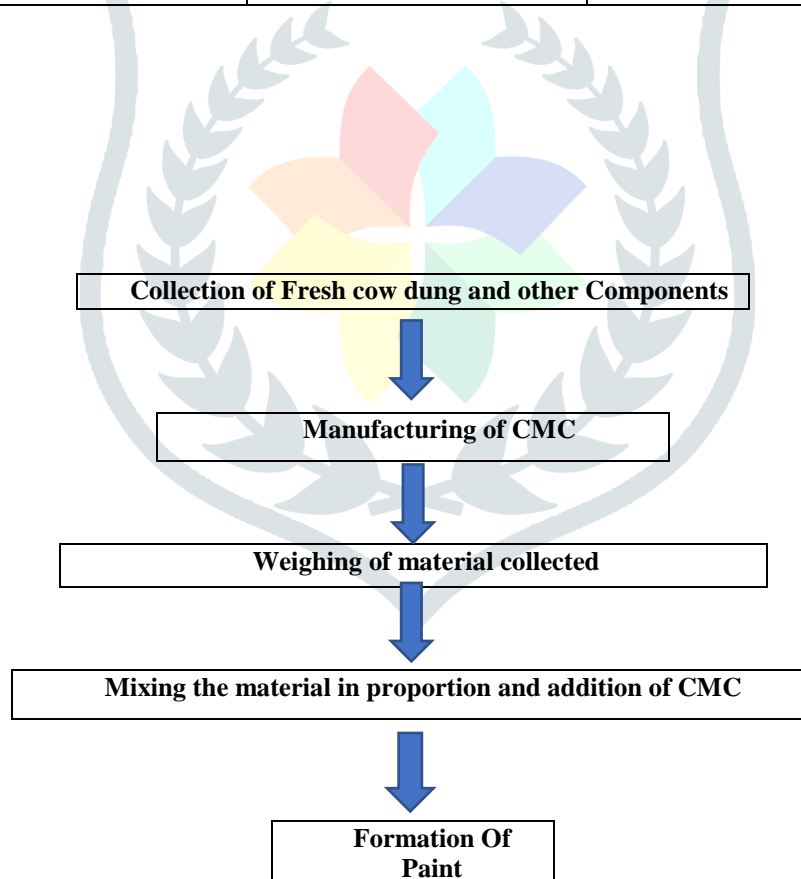 Collection of Fresh cow dung and other Components
Manufacturing of CMC
Weighing of material collected
Mixing the material in proportion and addition of CMC
Formation Of
Paint